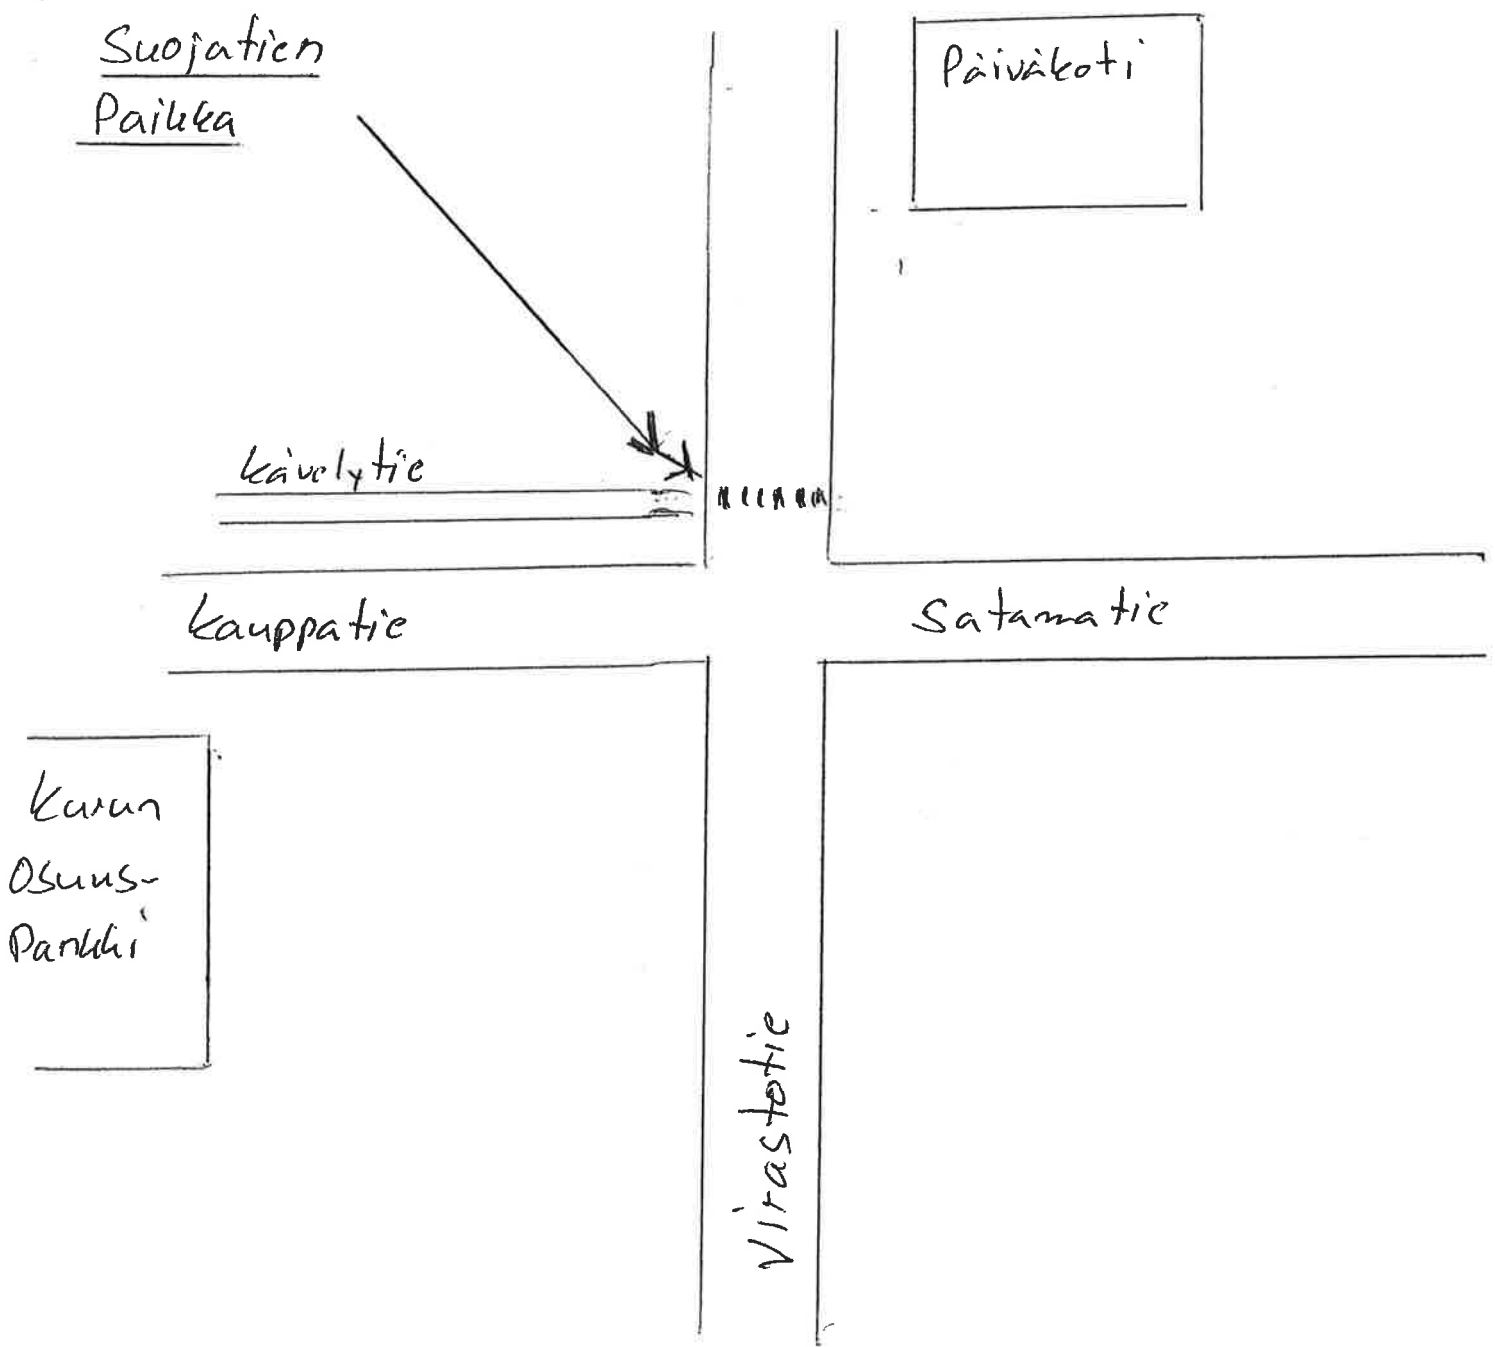 Suojatien
Paikka
Päiväkoti
kävelytie
kauppatie
Satamatie
Kurun
Osuus-
Pankki
Virastotie